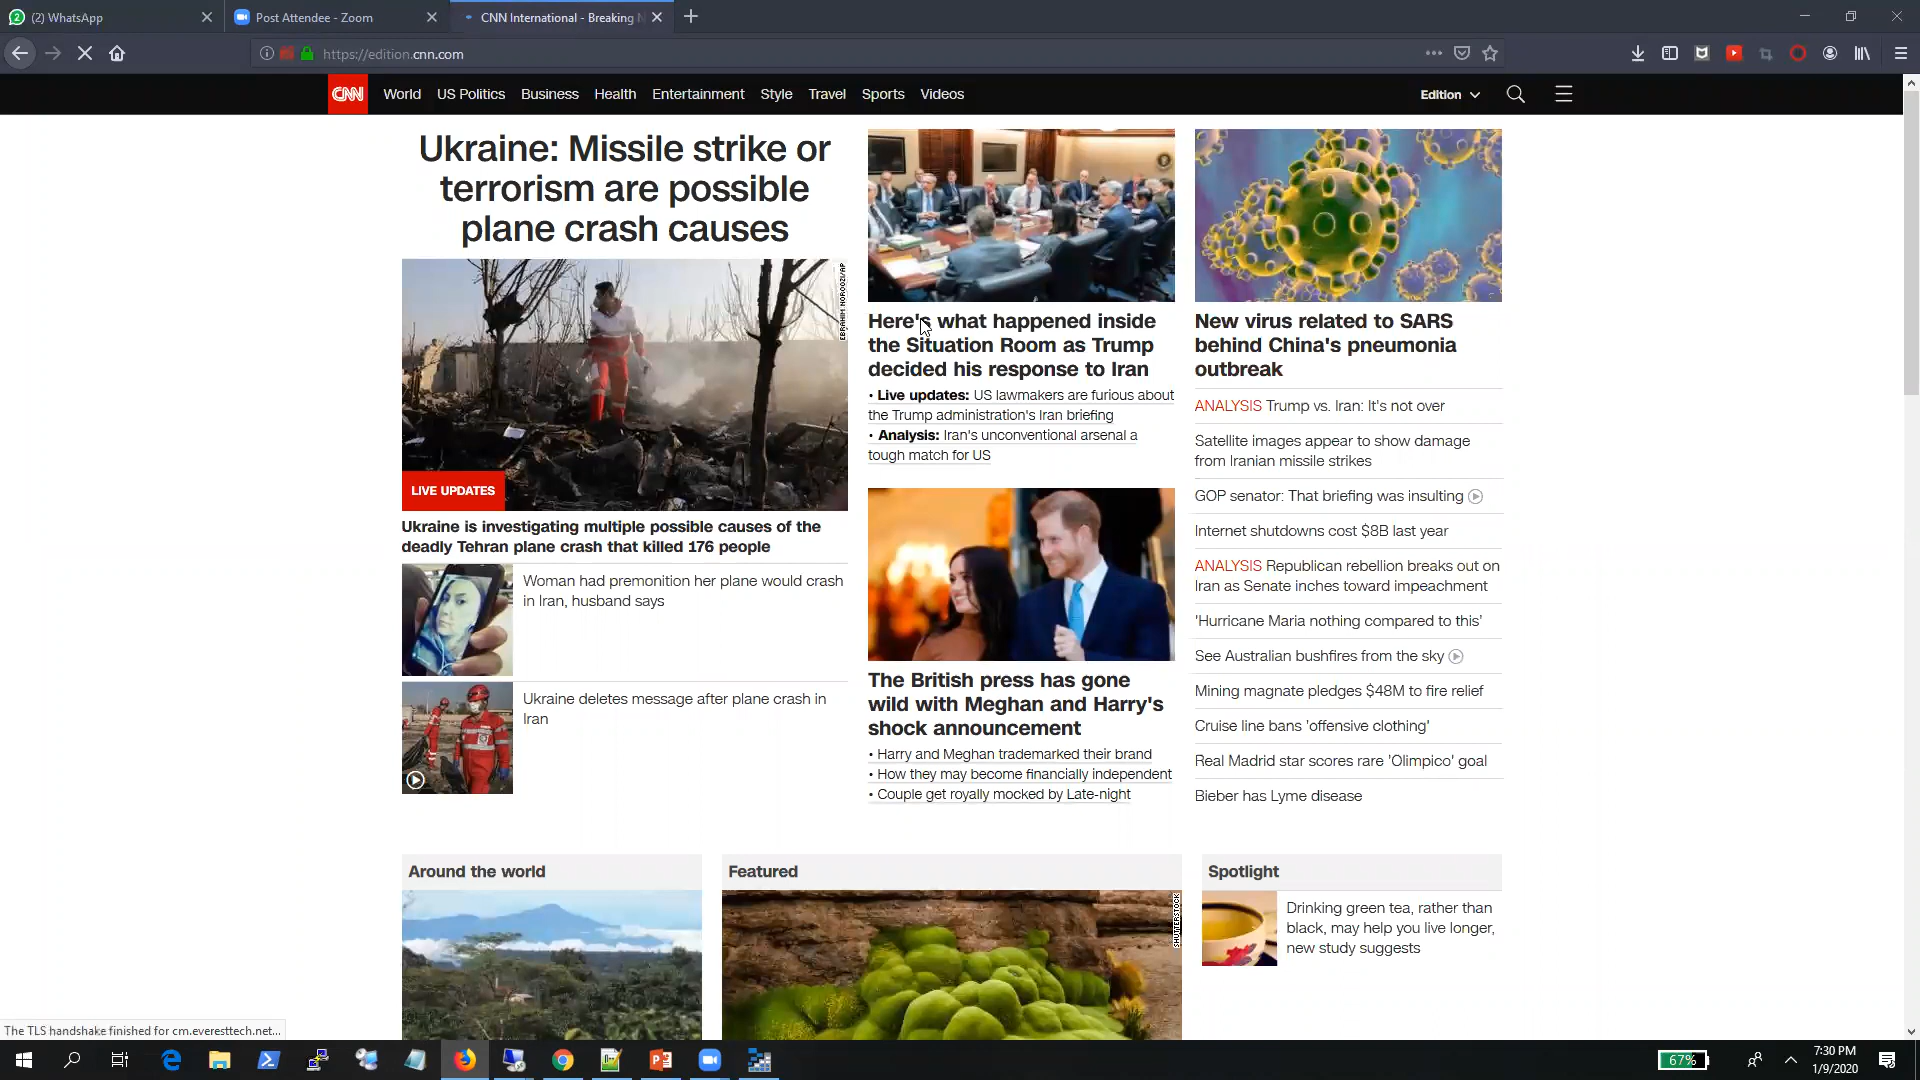 (2) WhatsApp
Post Attendee - Zoom
CNN International - Breaking N
https://edition.cnn.com
CNN
World
US Politics
Business
Health
Entertainment
Style
Travel
Sports
Videos
Edition
Ukraine: Missile strike or
terrorism are possible
plane crash causes
EBRAHIM NOROOZI/AP
LIVE UPDATES
Ukraine is investigating multiple possible causes of the
deadly Tehran plane crash that killed 176 people
Woman had premonition her plane would crash
in Iran, husband says
Ukraine deletes message after plane crash in
Iran
Here's what happened inside
the Situation Room as Trump
decided his response to Iran
• Live updates: US lawmakers are furious about
the Trump administration's Iran briefing
• Analysis: Iran's unconventional arsenal a
tough match for US
The British press has gone
wild with Meghan and Harry's
shock announcement
• Harry and Meghan trademarked their brand
• How they may become financially independent
• Couple get royally mocked by Late-night
New virus related to SARS
behind China's pneumonia
outbreak
ANALYSIS Trump vs. Iran: It's not over
Satellite images appear to show damage
from Iranian missile strikes
GOP senator: That briefing was insulting
Internet shutdowns cost $8B last year
ANALYSIS Republican rebellion breaks out on
Iran as Senate inches toward impeachment
'Hurricane Maria nothing compared to this'
See Australian bushfires from the sky
Mining magnate pledges $48M to fire relief
Cruise line bans 'offensive clothing'
Real Madrid star scores rare 'Olimpico' goal
Bieber has Lyme disease
Around the world
Featured
SHUTTERSTOCK
Spotlight
Drinking green tea, rather than
black, may help you live longer,
new study suggests
The TLS handshake finished for cm.everesttech.net...
67%
7:30 PM
1/9/2020